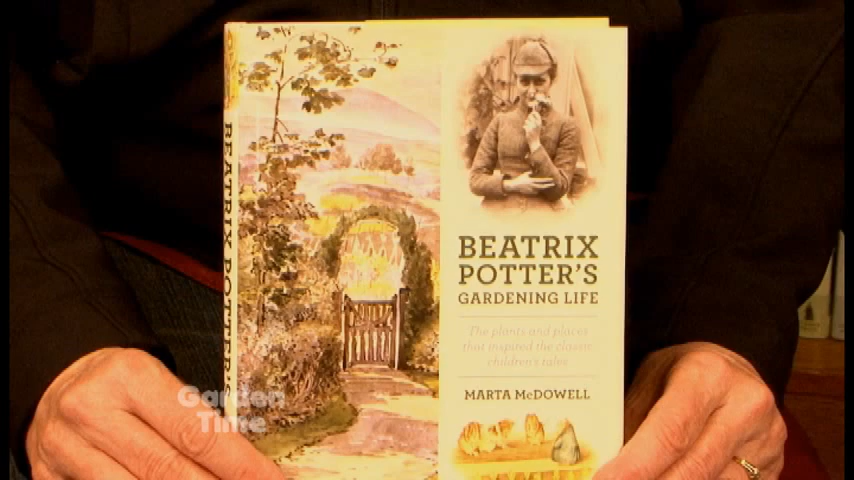 BEATRIX POTTER'S
BEATRIX
POTTER'S
GARDENING LIFE
The plants and places
that inspired the classic
children's tales
MARTA McDOWELL
Garden
Time